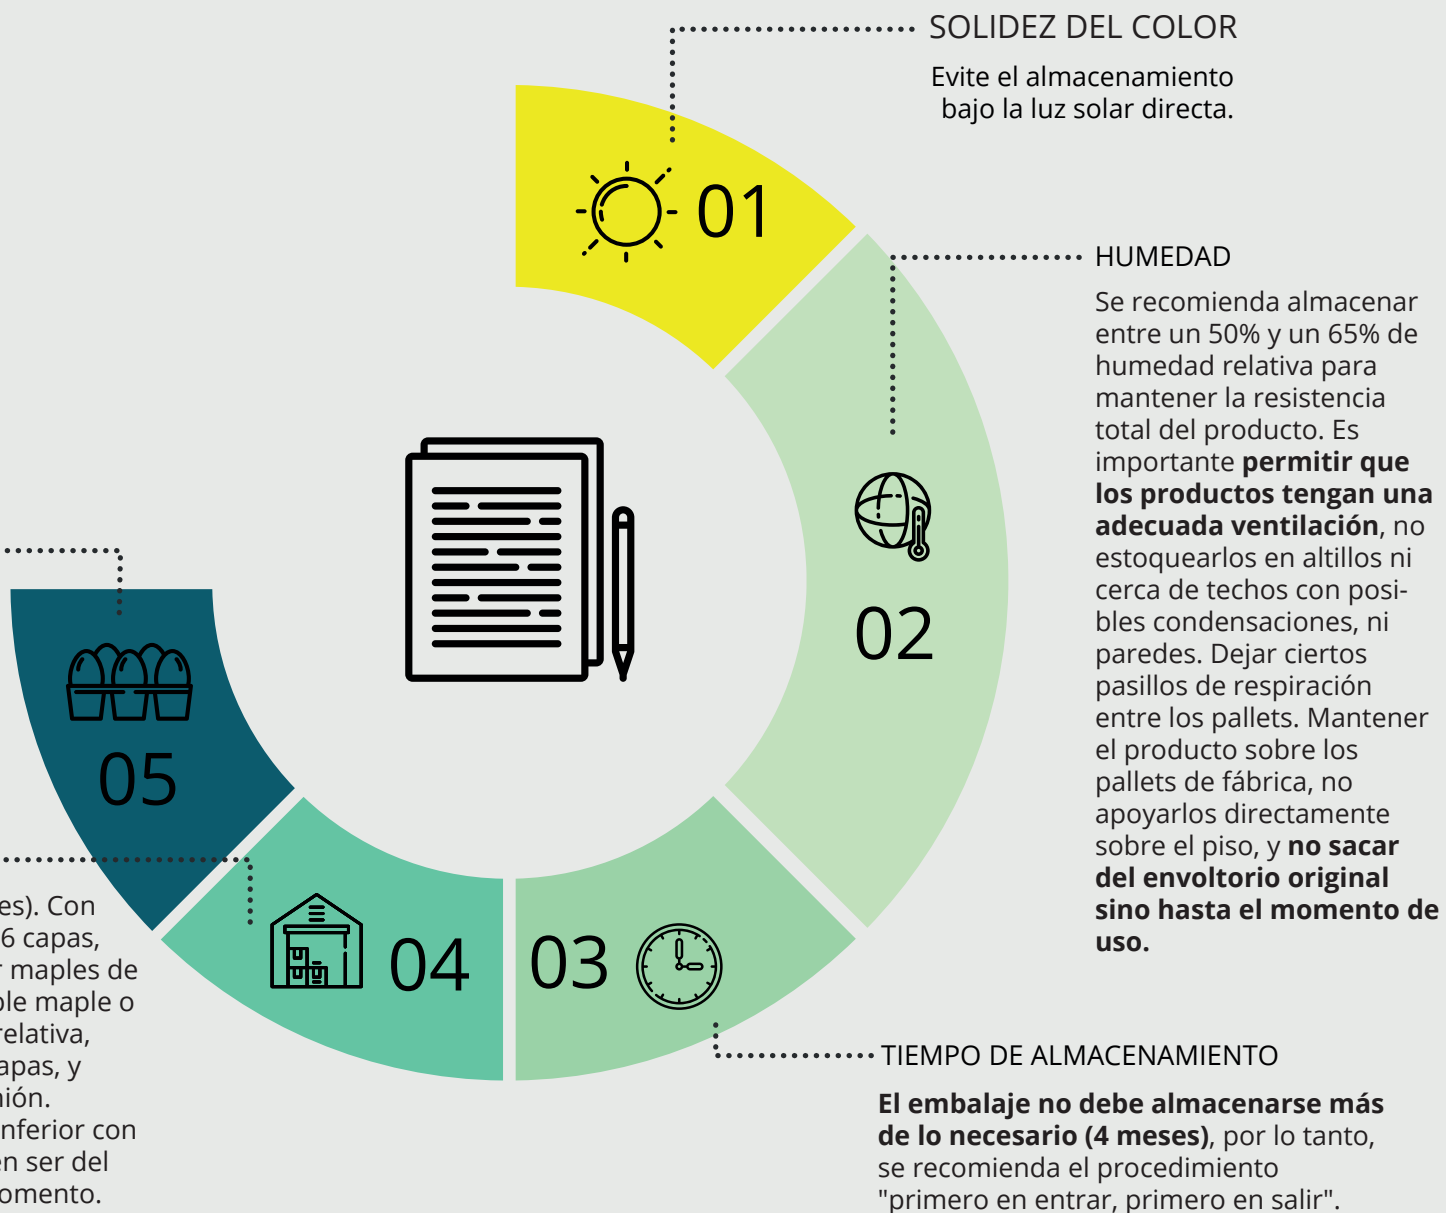 SOLIDEZ DEL COLOR
Evite el almacenamiento
bajo la luz solar directa.
01
HUMEDAD
Se recomienda almacenar
entre un 50% y un 65% de
humedad relativa para
mantener la resistencia
total del producto. Es
importante permitir que
los productos tengan una
adecuada ventilación, no
estoquearlos en altillos ni
cerca de techos con posi-
bles condensaciones, ni
paredes. Dejar ciertos
pasillos de respiración
entre los pallets. Mantener
el producto sobre los
pallets de fábrica, no
apoyarlos directamente
sobre el piso, y no sacar
del envoltorio original
sino hasta el momento de
uso.
02
03
TIEMPO DE ALMACENAMIENTO
El embalaje no debe almacenarse más
de lo necesario (4 meses), por lo tanto,
se recomienda el procedimiento
"primero en entrar, primero en salir".
04
05
es). Con
6 capas,
maples de
maple o
relativa,
y
inferior con
ser del